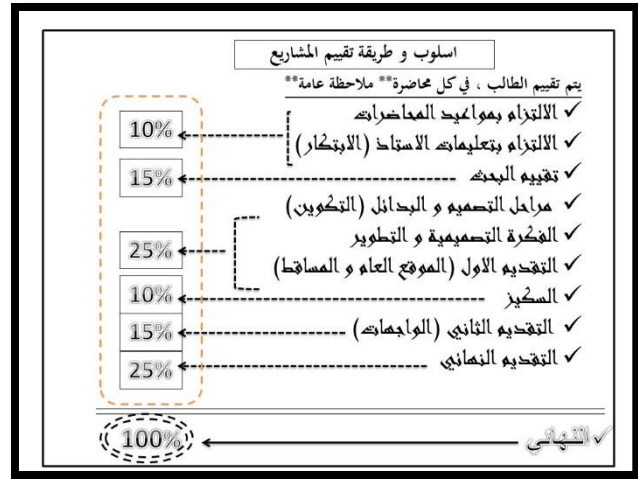 اسلوب و طريقة تقييم المشاريع
يتم تقييم الطالب ، في كل محاضرة** ملاحظة عامة**
✓ الالتزام بمواعيد المحاضرات
10%
✓ الالتزام بتعليمات الاستاذ (الابتكار)
✓ تقييم البحث
15%
✓ مراحل التصميم و البدائل (التكوين)
✓ الفكرة التصميمية و التطوير
25%
✓ التقديم الاول (الموقع العام و المساقط)
✓ السكيز
10%
✓ التقديم الثاني (الواجهات)
15%
✓ التقديم النهائي
25%
✓ النهائي
100%